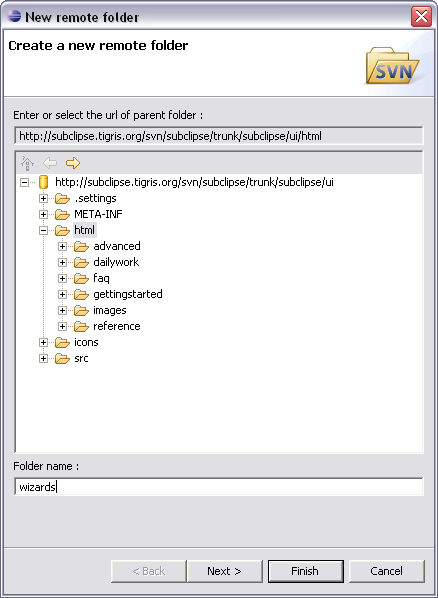 New remote folder
Create a new remote folder
SVN
Enter or select the url of parent folder :
http://subclipse.tigris.org/svn/subclipse/trunk/subclipse/ui/html
http://subclipse.tigris.org/svn/subclipse/trunk/subclipse/ui
.settings
META-INF
html
advanced
dailywork
faq
gettingstarted
images
reference
icons
src
Folder name :
wizards
< Back Next > Finish Cancel